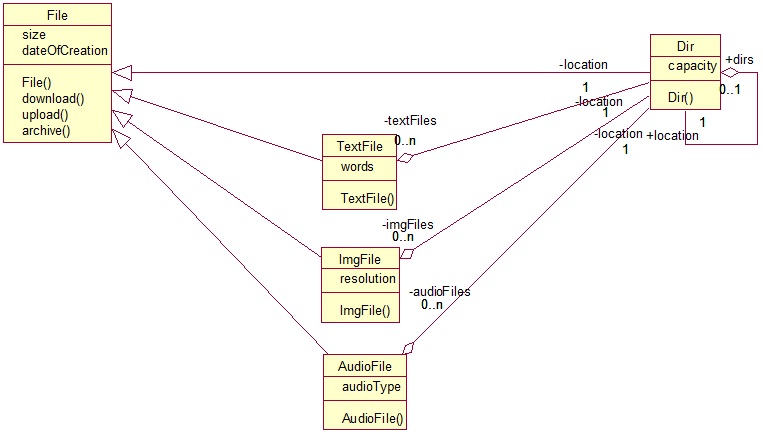 File
size
dateOfCreation
File()
download()
upload()
archive()
Dir
capacity
Dir()
+dirs
0..1
-location
1
-location
1
-location
1
+location
1
-textFiles
0..n
TextFile
words
TextFile()
-imgFiles
0..n
ImgFile
resolution
ImgFile()
-audioFiles
0..n
AudioFile
audioType
AudioFile()